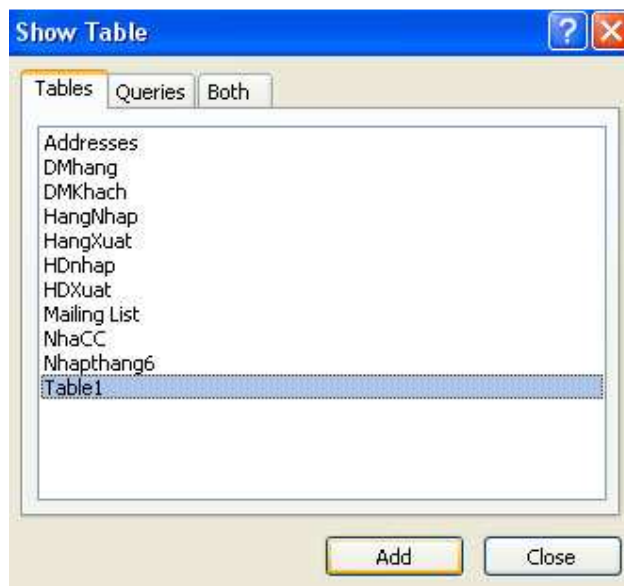 Show Table
?
Tables Queries Both
Addresses
DMhang
DMKhach
HangNhap
HangXuat
HDnhap
HDXuat
Mailing List
NhaCC
Nhapthang6
Table1
Add Close